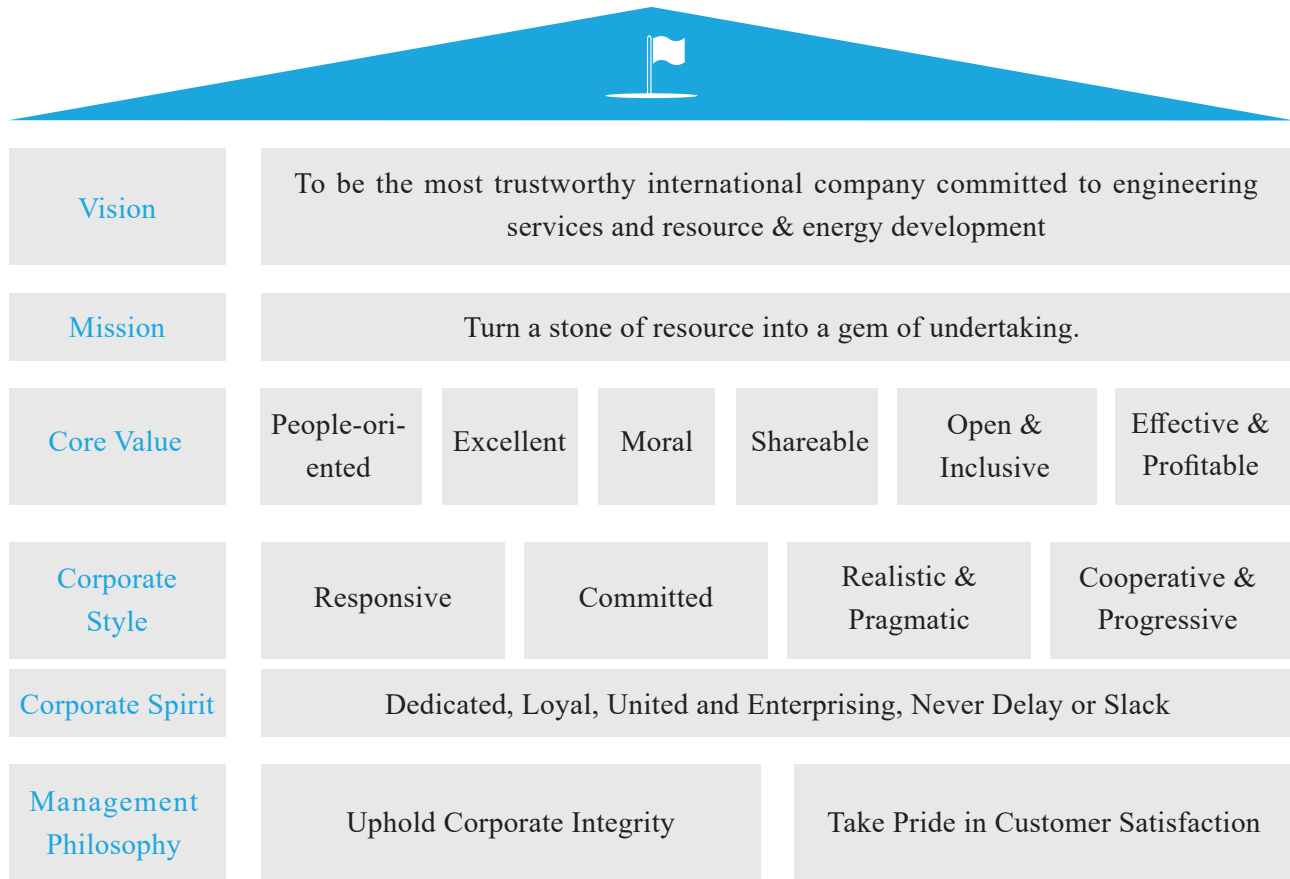 Vision
To be the most trustworthy international company committed to engineering
services and resource & energy development
Mission
Turn a stone of resource into a gem of undertaking.
Core Value
People-ori-
ented
Excellent
Moral
Shareable
Open &
Inclusive
Effective &
Profitable
Corporate
Style
Responsive
Committed
Realistic &
Pragmatic
Cooperative &
Progressive
Corporate Spirit
Dedicated, Loyal, United and Enterprising, Never Delay or Slack
Management
Philosophy
Uphold Corporate Integrity
Take Pride in Customer Satisfaction